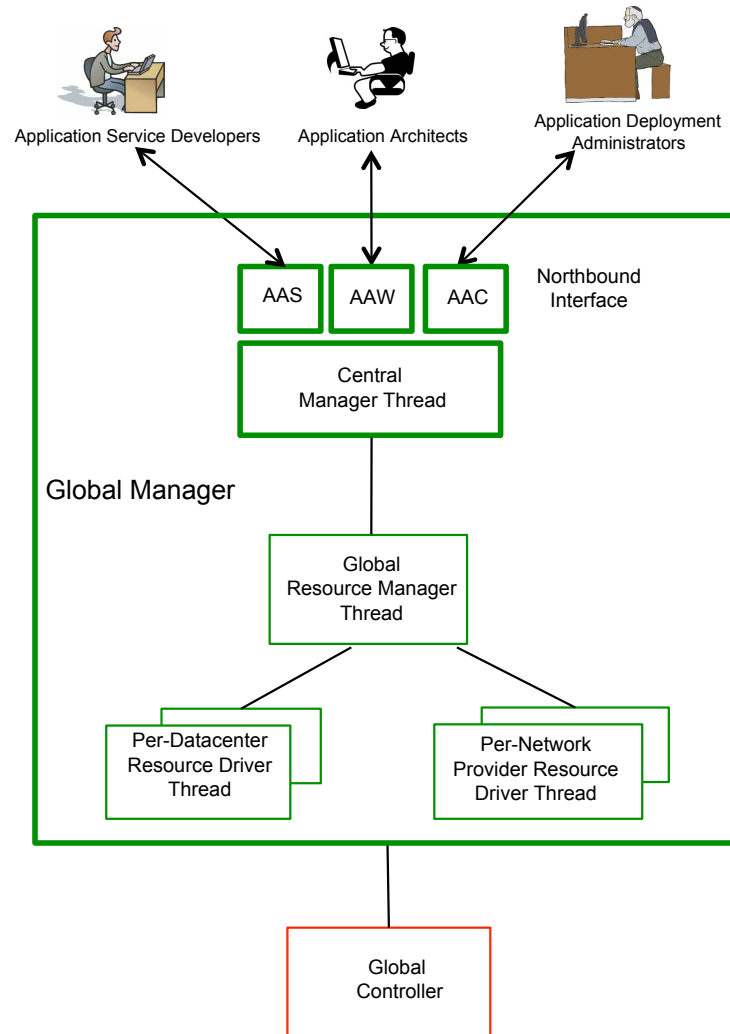 Application Service Developers
Application Architects
Application Deployment
Administrators
AAS
AAW
AAC
Northbound
Interface
Central
Manager Thread
Global Manager
Global
Resource Manager
Thread
Per-Datacenter
Resource Driver
Thread
Per-Network
Provider Resource
Driver Thread
Global
Controller